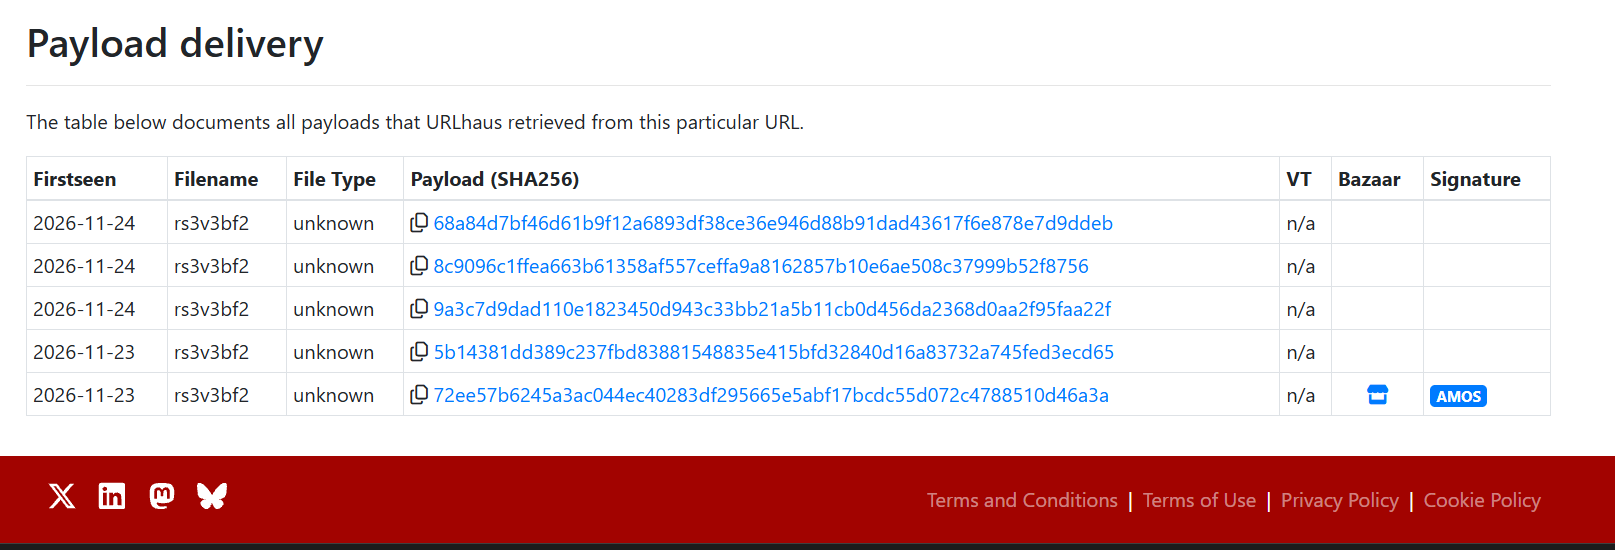 Payload delivery
The table below documents all payloads that URLhaus retrieved from this particular URL.
Firstseen Filename File Type Payload (SHA256) VT Bazaar Signature
2026-11-24 rs3v3bf2 unknown 68a84d7bf46d61b9f12a6893df38ce36e946d88b91dad43617f6e878e7d9ddeb n/a
2026-11-24 rs3v3bf2 unknown 8c9096c1ffea663b61358af557ceffa9a8162857b10e6ae508c37999b52f8756 n/a
2026-11-24 rs3v3bf2 unknown 9a3c7d9dad110e1823450d943c33bb21a5b11cb0d456da2368d0aa2f95faa22f n/a
2026-11-23 rs3v3bf2 unknown 5b14381dd389c237fbd83881548835e415bfd32840d16a83732a745fed3ecd65 n/a
2026-11-23 rs3v3bf2 unknown 72ee57b6245a3ac044ec40283df295665e5abf17bcdc55d072c4788510d46a3a n/a AMOS
Terms and Conditions | Terms of Use | Privacy Policy | Cookie Policy